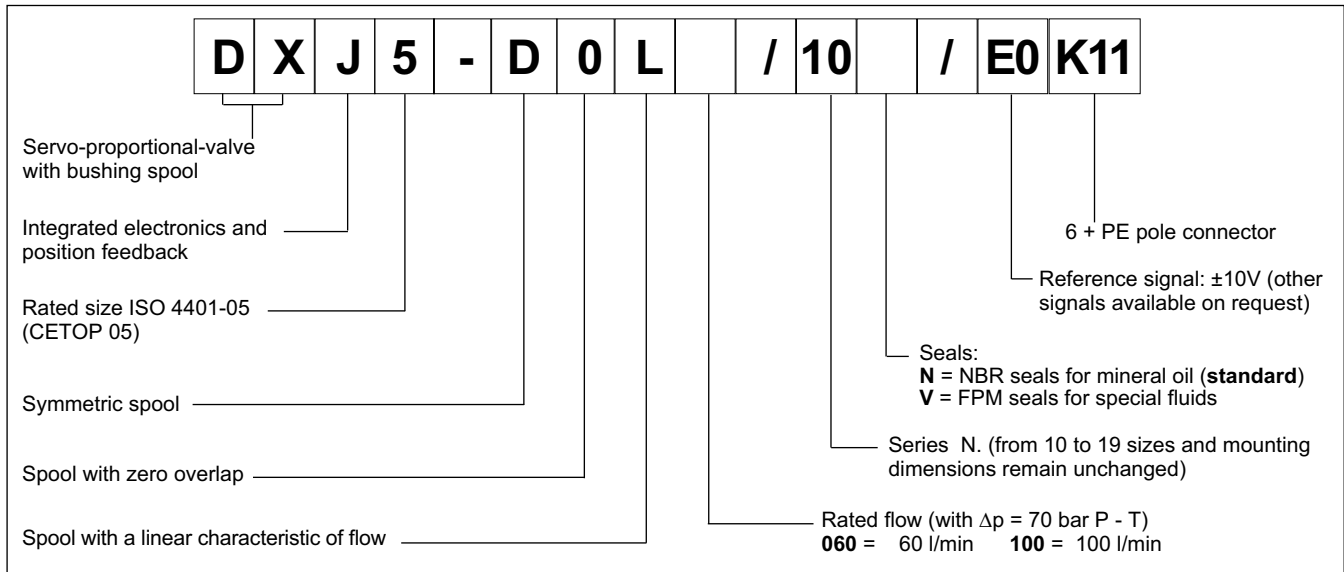 D X J 5 - D 0 L / 10 / E0 K11
Servo-proportional-valve
with bushing spool
Integrated electronics and
position feedback
Rated size ISO 4401-05
(CETOP 05)
Symmetric spool
Spool with zero overlap
Spool with a linear characteristic of flow
6 + PE pole connector
Reference signal: ±10V (other
signals available on request)
Seals:
N = NBR seals for mineral oil (standard)
V = FPM seals for special fluids
Series N. (from 10 to 19 sizes and mounting
dimensions remain unchanged)
Rated flow (with Δp = 70 bar P - T)
060 = 60 l/min 100 = 100 l/min